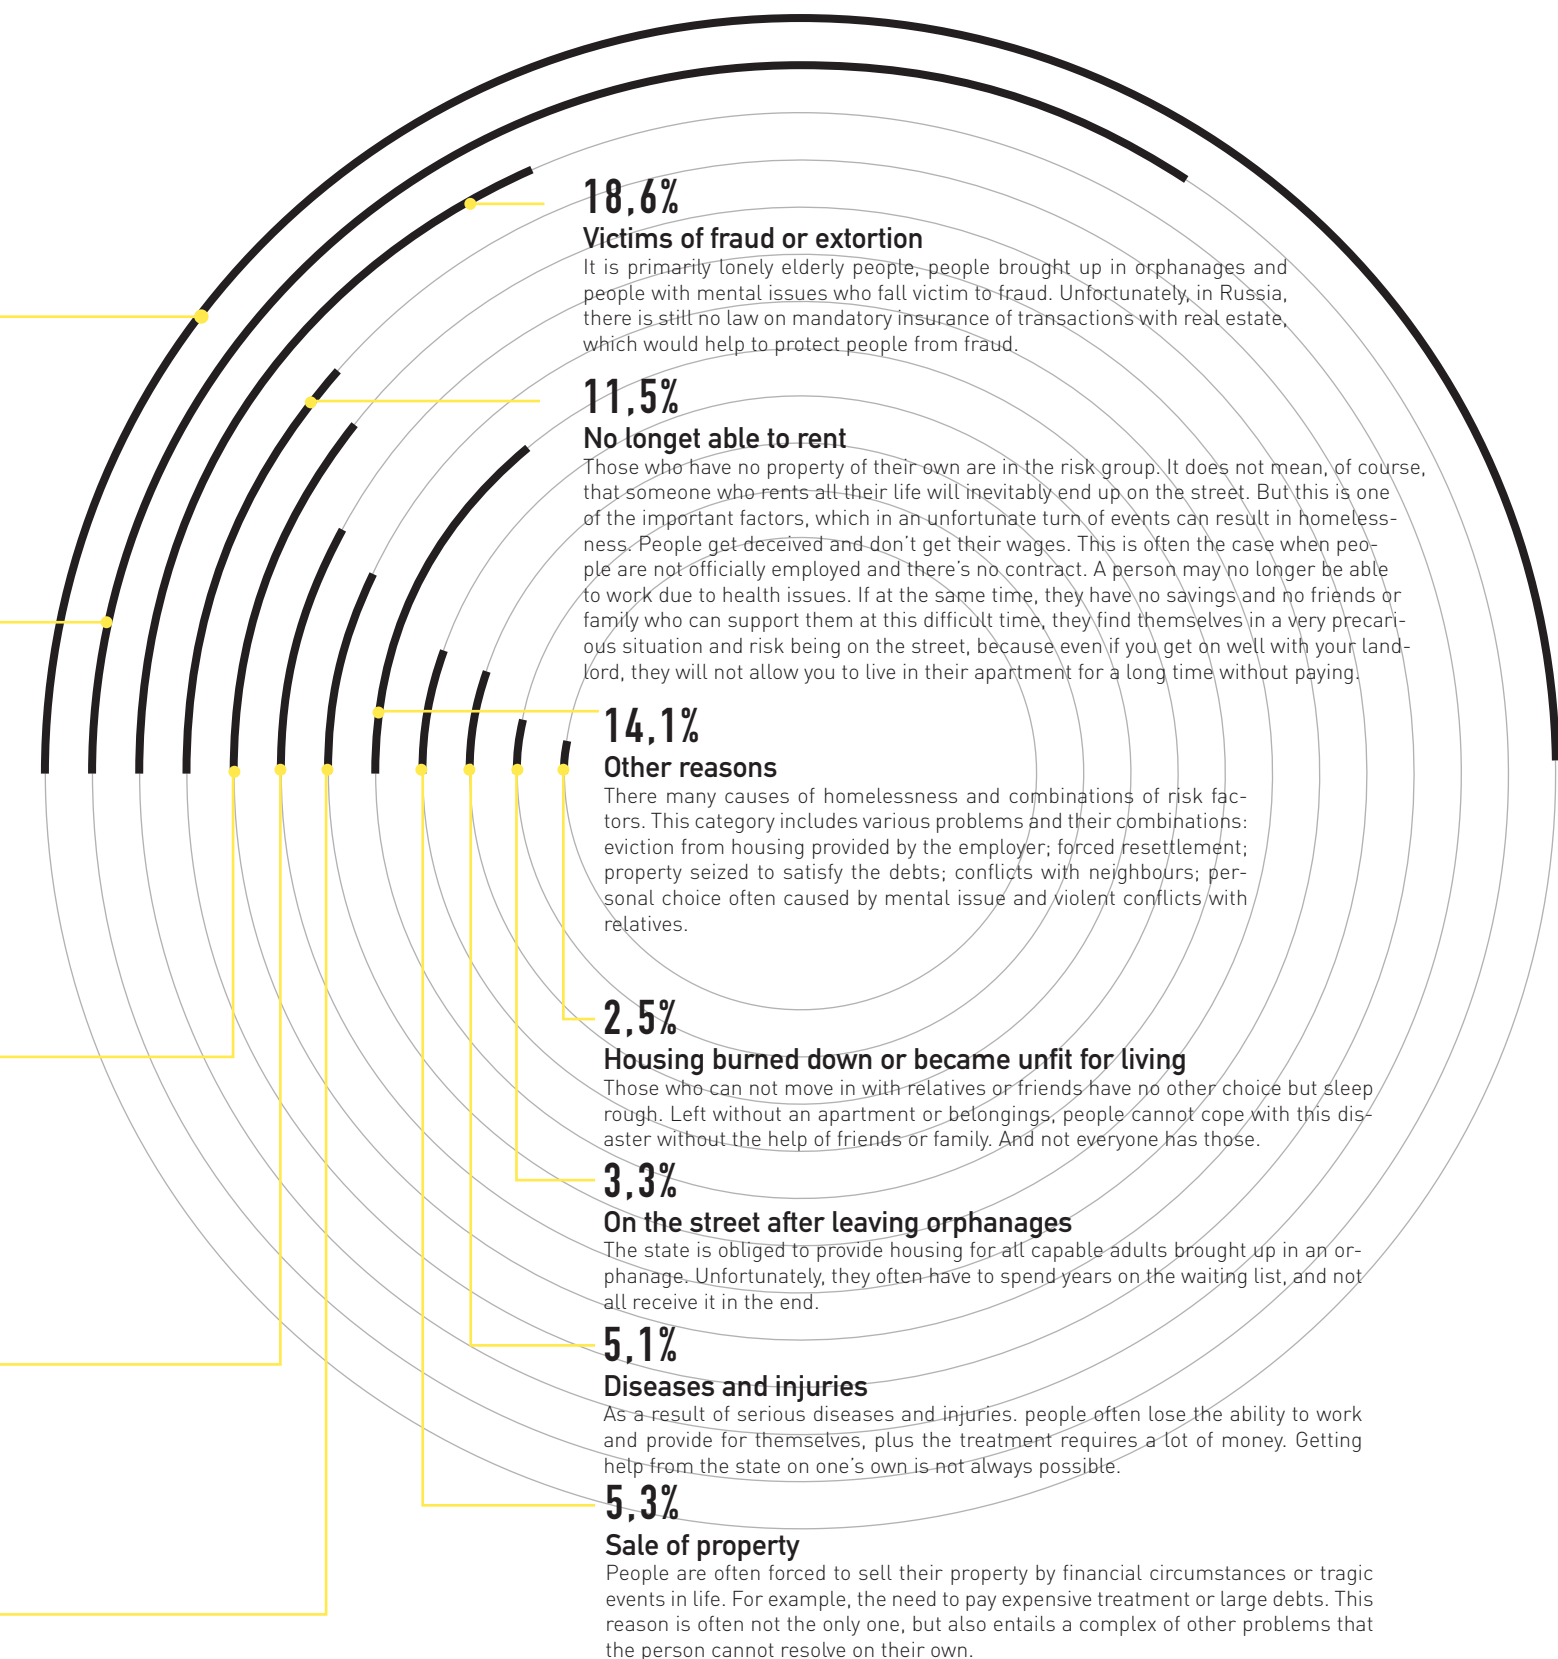 18,6%
Victims of fraud or extortion
It is primarily lonely elderly people, people brought up in orphanages and
people with mental issues who fall victim to fraud. Unfortunately, in Russia,
there is still no law on mandatory insurance of transactions with real estate,
which would help to protect people from fraud.
11,5%
No longet able to rent
Those who have no property of their own are in the risk group. It does not mean, of course,
that someone who rents all their life will inevitably end up on the street. But this is one
of the important factors, which in an unfortunate turn of events can result in homeless-
ness. People get deceived and don't get their wages. This is often the case when peo-
ple are not officially employed and there's no contract. A person may no longer be able
to work due to health issues. If at the same time, they have no savings and no friends or
family who can support them at this difficult time, they find themselves in a very precari-
ous situation and risk being on the street, because even if you get on well with your land-
lord, they will not allow you to live in their apartment for a long time without paying.
14,1%
Other reasons
There many causes of homelessness and combinations of risk fac-
tors. This category includes various problems and their combinations:
eviction from housing provided by the employer; forced resettlement;
property seized to satisfy the debts; conflicts with neighbours; per-
sonal choice often caused by mental issue and violent conflicts with
relatives.
2,5%
Housing burned down or became unfit for living
Those who can not move in with relatives or friends have no other choice but sleep
rough. Left without an apartment or belongings, people cannot cope with this dis-
aster without the help of friends or family. And not everyone has those.
3,3%
On the street after leaving orphanages
The state is obliged to provide housing for all capable adults brought up in an or-
phanage. Unfortunately, they often have to spend years on the waiting list, and not
all receive it in the end.
5,1%
Diseases and injuries
As a result of serious diseases and injuries. people often lose the ability to work
and provide for themselves, plus the treatment requires a lot of money. Getting
help from the state on one's own is not always possible.
5,3%
Sale of property
People are often forced to sell their property by financial circumstances or tragic
events in life. For example, the need to pay expensive treatment or large debts. This
reason is often not the only one, but also entails a complex of other problems that
the person cannot resolve on their own.